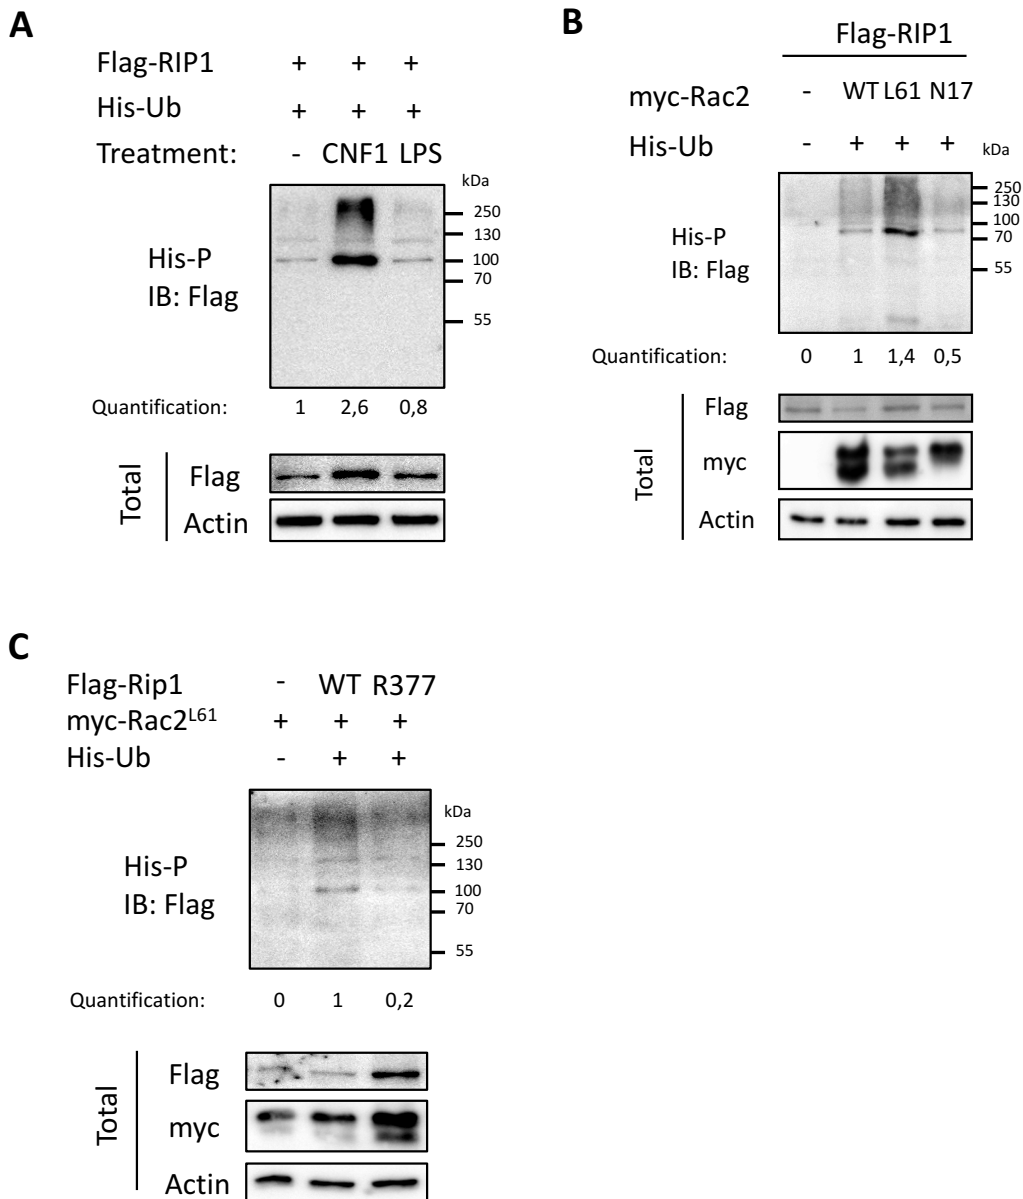 A
Flag-RIP1 + + +
His-Ub + + +
Treatment: - CNF1 LPS
kDa
250
130
100
70
55
His-P
IB: Flag
Quantification: 1 2,6 0,8
Total
Flag
Actin
B
Flag-RIP1
myc-Rac2 - WT L61 N17
His-Ub - + + +
kDa
250
130
100
70
55
His-P
IB: Flag
Quantification: 0 1 1,4 0,5
Total
Flag
myc
Actin
C
Flag-Rip1 - WT R377
myc-Rac2L61 + + +
His-Ub - + +
kDa
250
130
100
70
55
His-P
IB: Flag
Quantification: 0 1 0,2
Total
Flag
myc
Actin